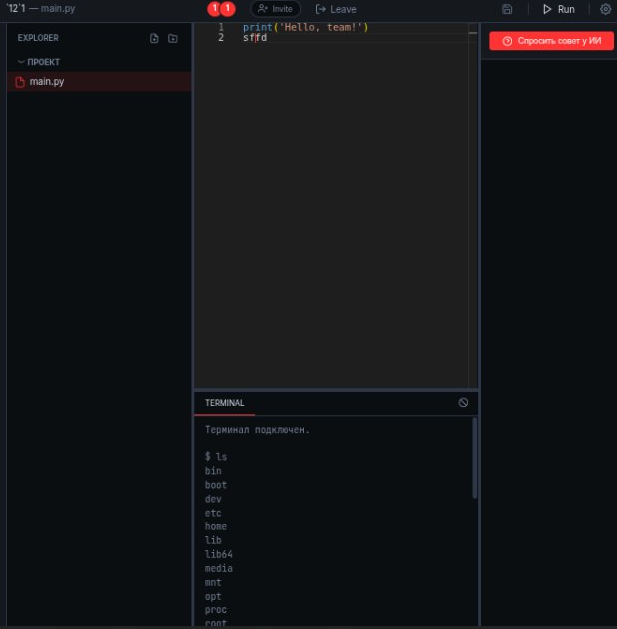 '12'1 — main.py
1 1 Invite Leave Run
EXPLORER
ПРОЕКТ
main.py
1 print('Hello, team!')
2 sffd
Спросить совет у ИИ
TERMINAL
Терминал подключен.
$ ls
bin
boot
dev
etc
home
lib
lib64
media
mnt
opt
proc
root